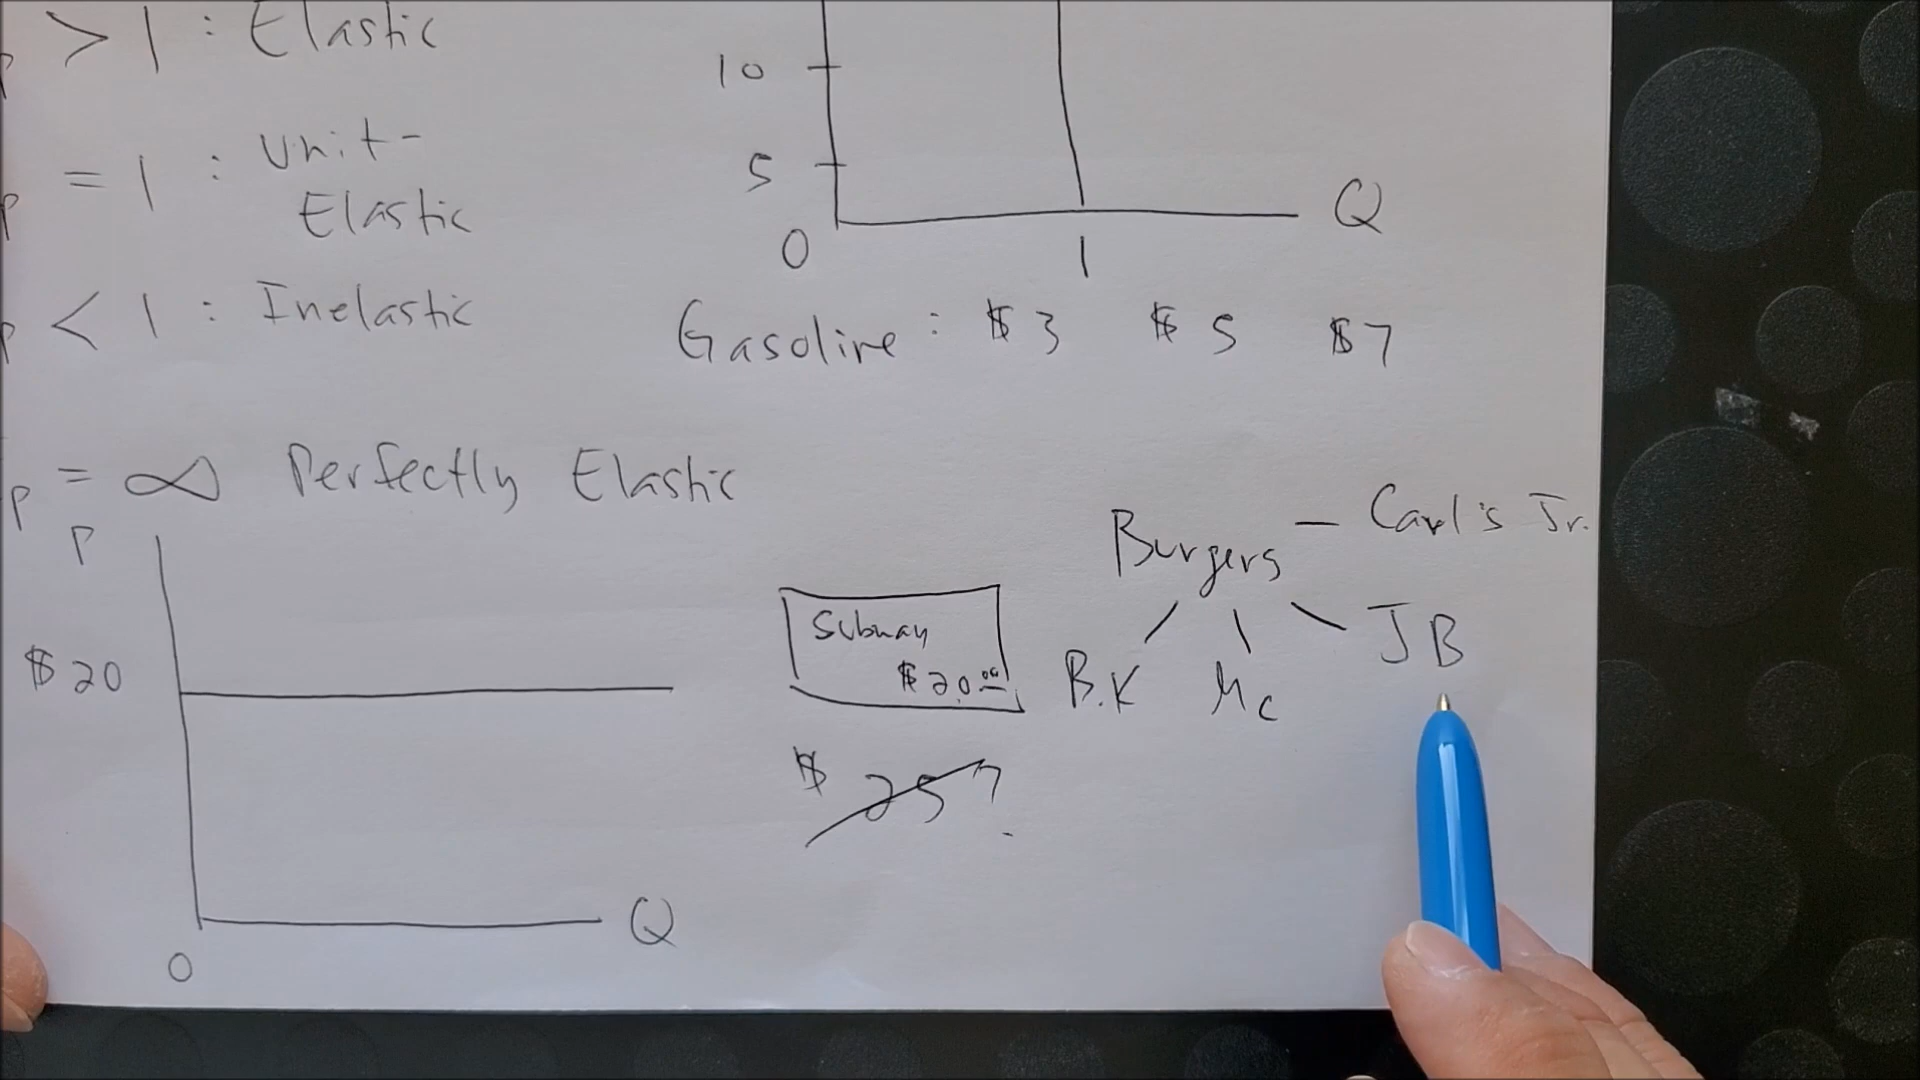 P > 1 : Elastic
P = 1 : Unit-
Elastic
P < 1 : Inelastic
10
5
0
1
Q
Gasoline : $3 $5 $7
P = ∞ Perfectly Elastic
P
$20
0
Q
Subway
$20.00
$25?
Burgers - Carl's Jr.
B.K Mc JB